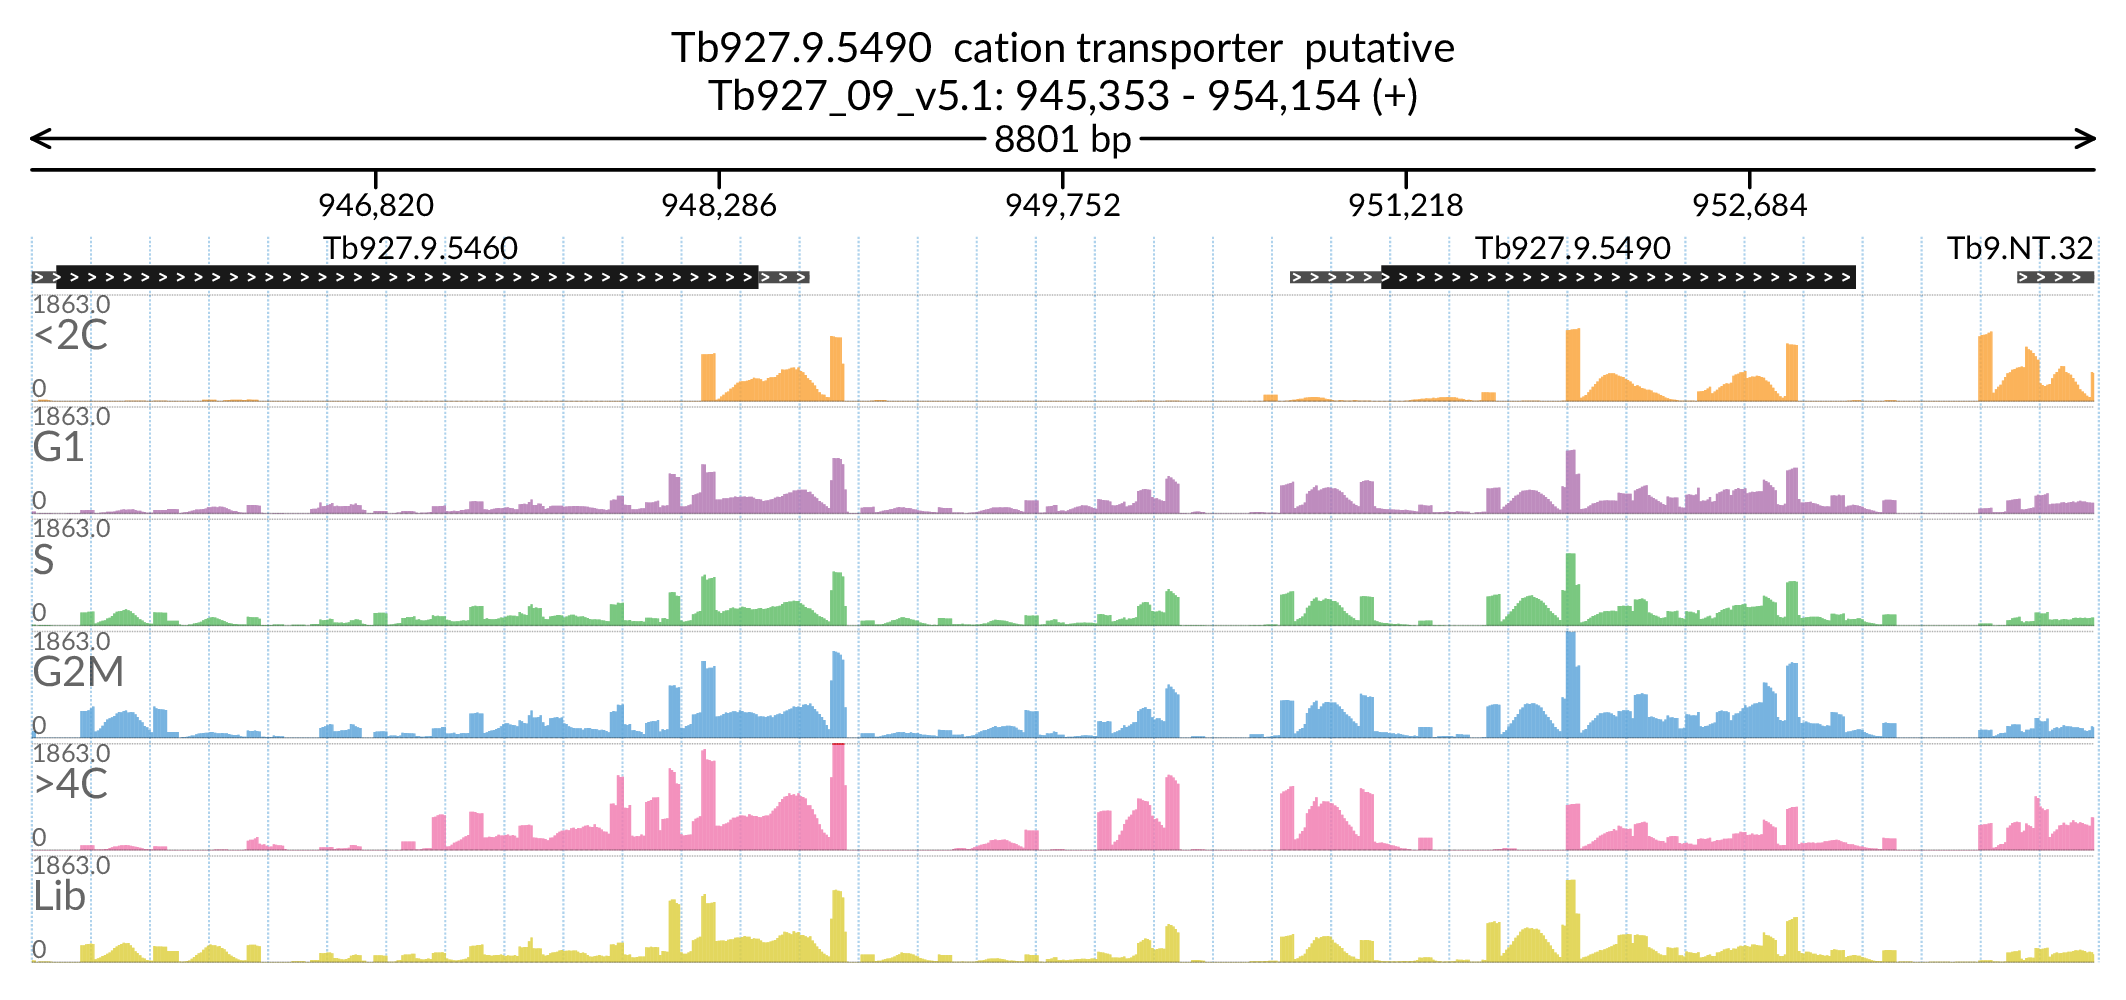 Tb927.9.5490  cation transporter  putative
Tb927_09_v5.1: 945,353 - 954,154 (+)
8801 bp
946,820 948,286 949,752 951,218 952,684
Tb927.9.5460 Tb927.9.5490 Tb9.NT.32
1863.0
<2C
0
1863.0
G1
0
1863.0
S
0
1863.0
G2M
0
1863.0
>4C
0
1863.0
Lib
0